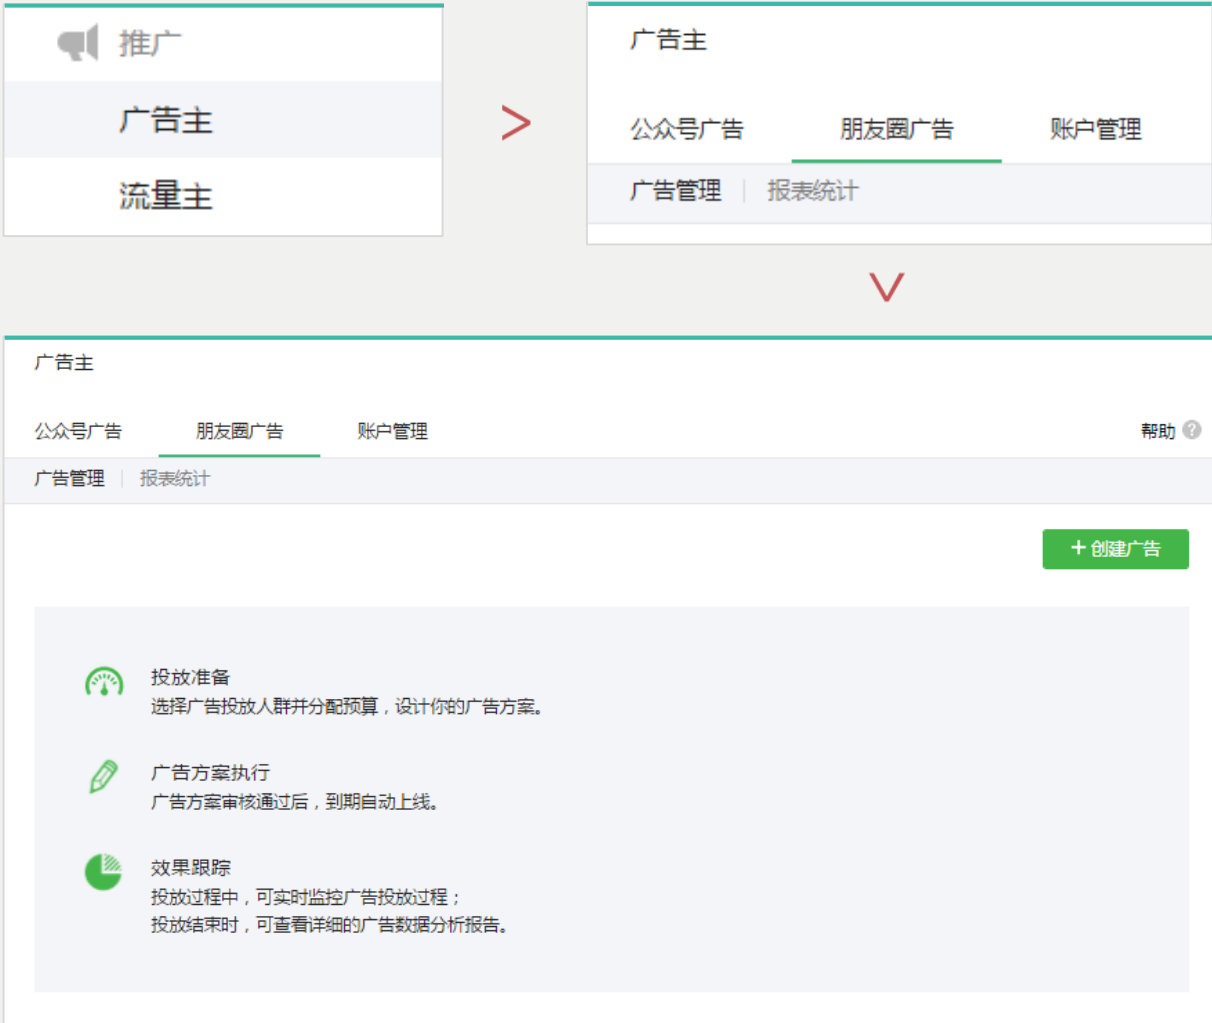 推广
广告主
流量主
>
广告主
公众号广告 朋友圈广告 账户管理
广告管理 报表统计
>
广告主
公众号广告 朋友圈广告 账户管理 帮助 ?
广告管理 报表统计
+ 创建广告
投放准备
选择广告投放人群并分配预算，设计你的广告方案。
广告方案执行
广告方案审核通过后，到期自动上线。
效果跟踪
投放过程中，可实时监控广告投放过程；
投放结束时，可查看详细的广告数据分析报告。